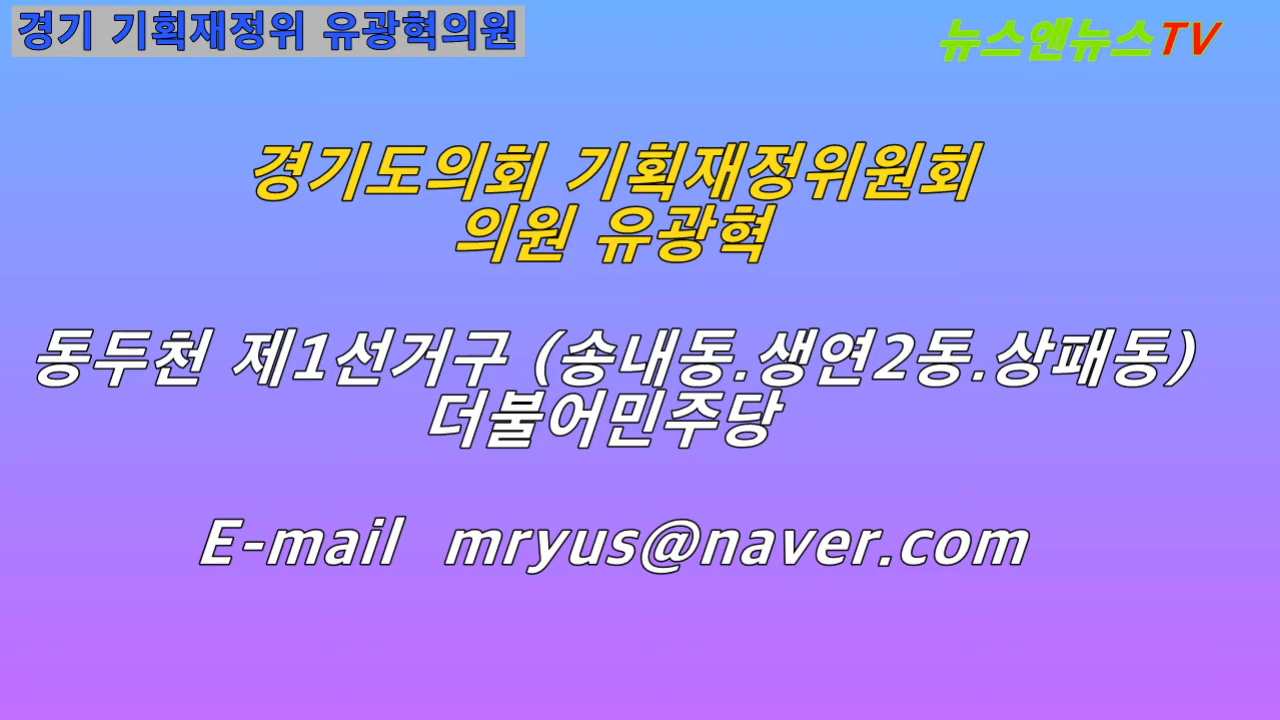 경기 기획재정위 유광혁의원
뉴스앤뉴스TV
경기도의회 기획재정위원회
의원 유광혁
동두천 제1선거구 (송내동.생연2동.상패동)
더불어민주당
E-mail mryus@naver.com